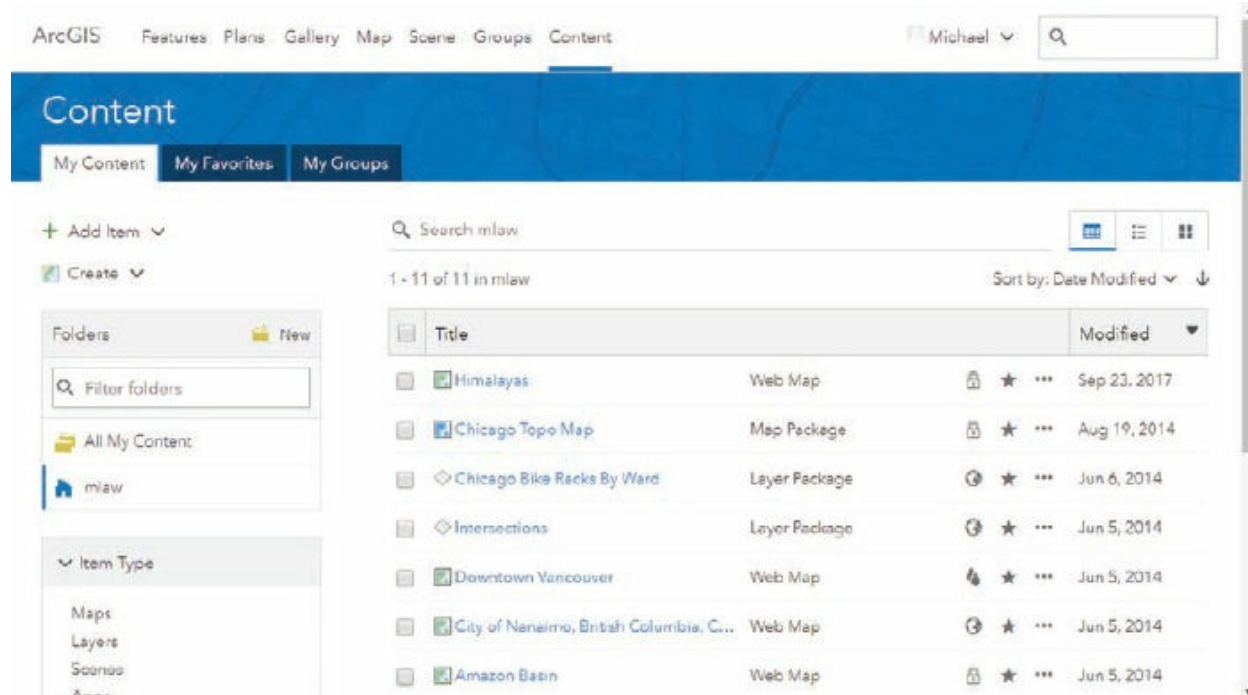 ArcGIS Features Plans Gallery Map Scene Groups Content Michael
Content
My Content My Favorites My Groups
Add Item
Search mlaw
Create
1 - 11 of 11 in mlaw
Sort by: Date Modified
Folders New
Title Modified
Filter folders
Himalayas Web Map Sep 23, 2017
All My Content
Chicago Topo Map Map Package Aug 19, 2014
mlaw
Chicago Bike Racks By Ward Layer Package Jun 6, 2014
Intersections Layer Package Jun 5, 2014
Item Type
Downtown Vancouver Web Map Jun 5, 2014
Maps
City of Nanaimo, British Columbia, C... Web Map Jun 5, 2014
Layers
Scenes
Amazon Basin Web Map Jun 5, 2014